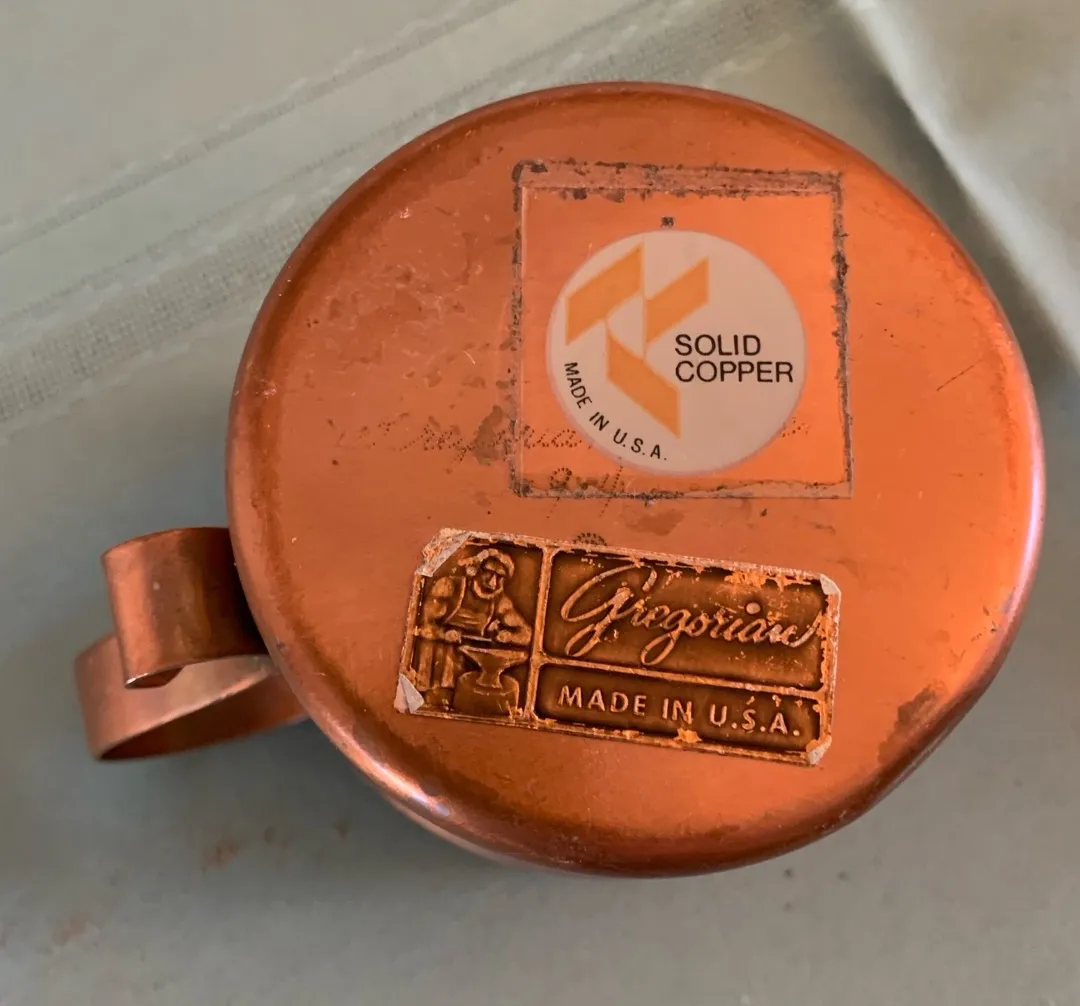 SOLID
COPPER
MADE IN U.S.A.
Gregorian
MADE IN U.S.A.